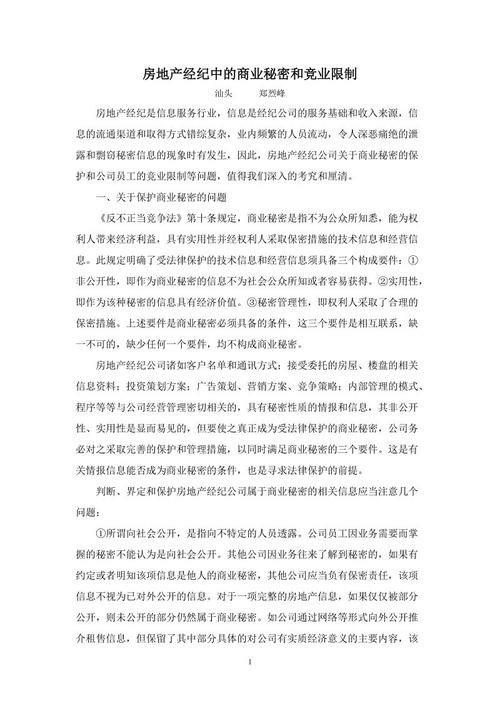 房地产经纪中的商业秘密和竞业限制
汕头 郑烈峰
房地产经纪是信息服务行业，信息是经纪公司的服务基础和收入来源，信
息的流通渠道和取得方式错综复杂，业内频繁的人员流动，令人深恶痛绝的泄
露和剽窃秘密信息的现象时有发生，因此，房地产经纪公司关于商业秘密的保
护和公司员工的竞业限制等问题，值得我们深入的考究和厘清。
一、关于保护商业秘密的问题
《反不正当竞争法》第十条规定，商业秘密是指不为公众所知悉，能为权
利人带来经济利益，具有实用性并经权利人采取保密措施的技术信息和经营信
息。此规定明确了受法律保护的技术信息和经营信息须具备三个构成要件：①
非公开性，即作为商业秘密的信息不为社会公众所知或者容易获得。②实用性，
即作为该种秘密的信息具有经济价值。③秘密管理性，即权利人采取了合理的
保密措施。上述要件是商业秘密必须具备的条件，这三个要件是相互联系，缺
一不可的，缺少任何一个要件，均不构成商业秘密。
房地产经纪公司诸如客户名单和通讯方式；接受委托的房屋、楼盘的相关
信息资料；投资策划方案；广告策划、营销方案、竞争策略；内部管理的模式、
程序等等与公司经营管理密切相关的，具有秘密性质的情报和信息，其非公开
性、实用性是显而易见的，但要使之真正成为受法律保护的商业秘密，公司务
必对之采取完善的保护和管理措施，以同时满足商业秘密的三个要件。这是有
关情报信息能否成为商业秘密的条件，也是寻求法律保护的前提。
判断、界定和保护房地产经纪公司属于商业秘密的相关信息应当注意几个
问题：
①所谓向社会公开，是指向不特定的人员透露。公司员工因业务需要而掌
握的秘密不能认为是向社会公开。其他公司因业务往来了解到秘密的，如果有
约定或者明知该项信息是他人的商业秘密，其他公司应当负有保密责任，该项
信息不视为已对外公开的信息。对于一项完整的房地产信息，如果仅仅被部分
公开，则未公开的部分仍然属于商业秘密。如公司通过网络等形式向外公开推
介租售信息，但保留了其中部分具体的对公司有实质经济意义的主要内容，该
1